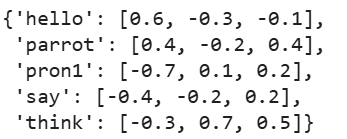 {'hello': [0.6, -0.3, -0.1],
'parrot': [0.4, -0.2, 0.4],
'pron1': [-0.7, 0.1, 0.2],
'say': [-0.4, -0.2, 0.2],
'think': [-0.3, 0.7, 0.5]}